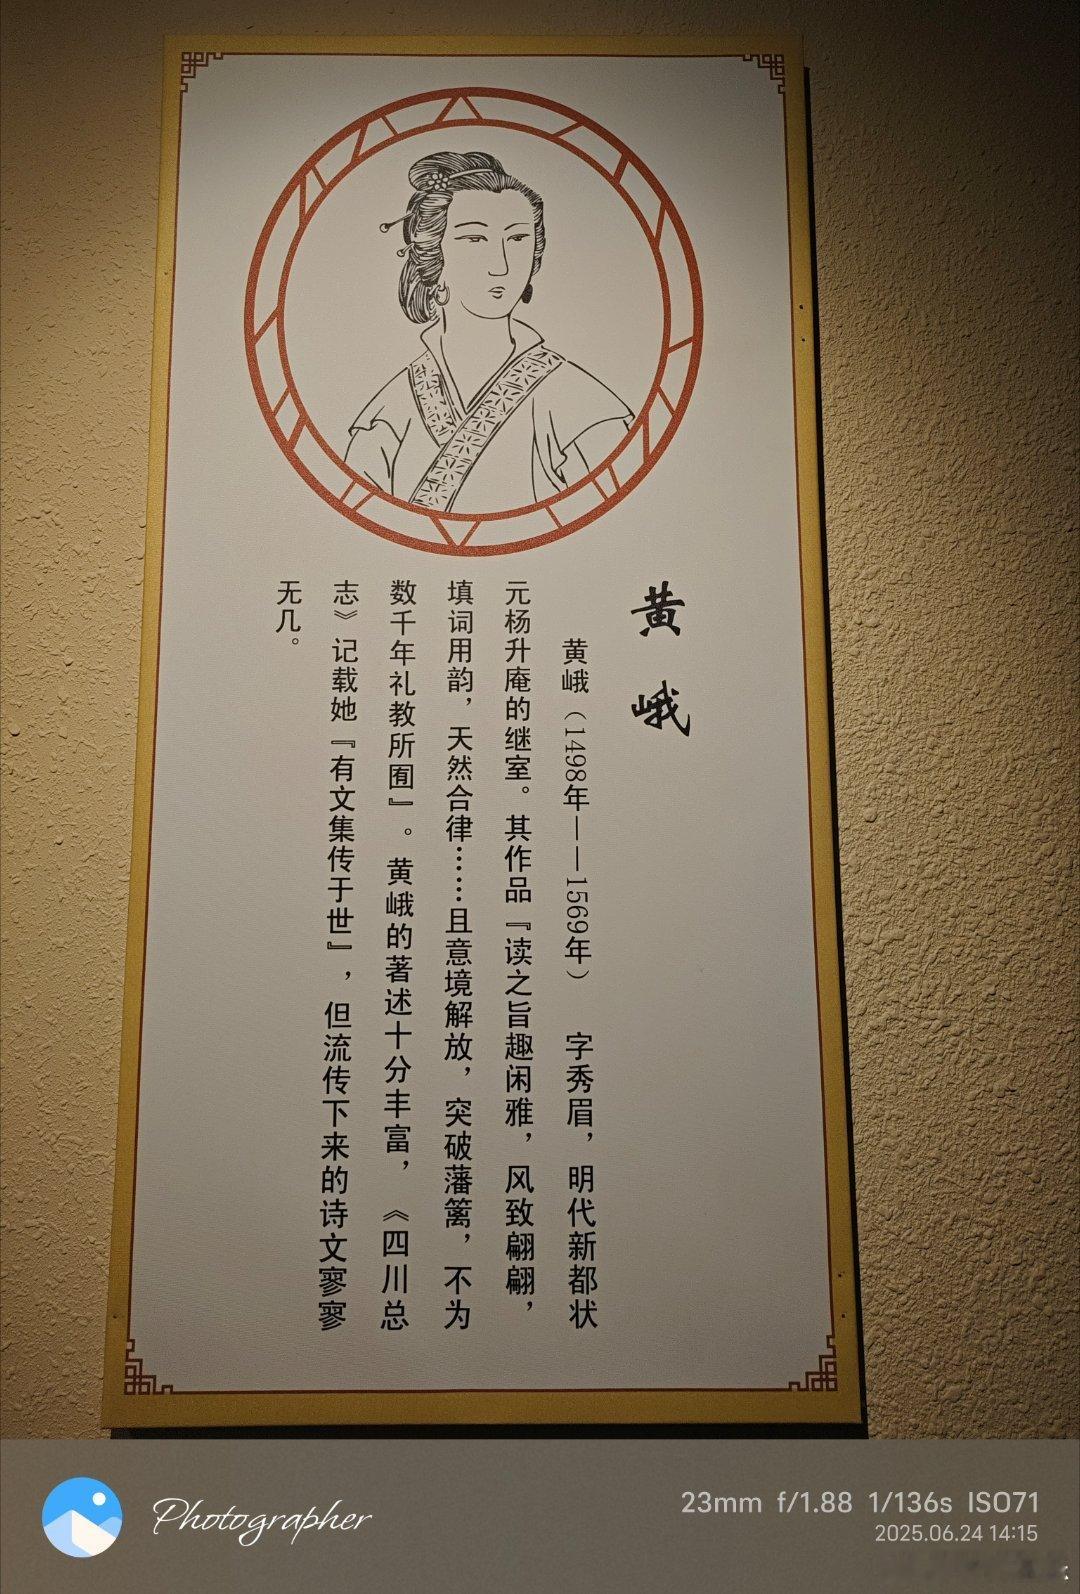 黄峨
黄峨（1498年——1569年） 字秀眉，明代新都状
元杨升庵的继室。其作品『读之旨趣闲雅，风致翩翩，
填词用韵，天然合律……且意境解放，突破藩篱，不为
数千年礼教所囿』。黄峨的著述十分丰富，《四川总
志》记载她『有文集传于世』，但流传下来的诗文寥寥
无几。
Photographer
23mm f/1.88 1/136s ISO71
2025.06.24 14:15